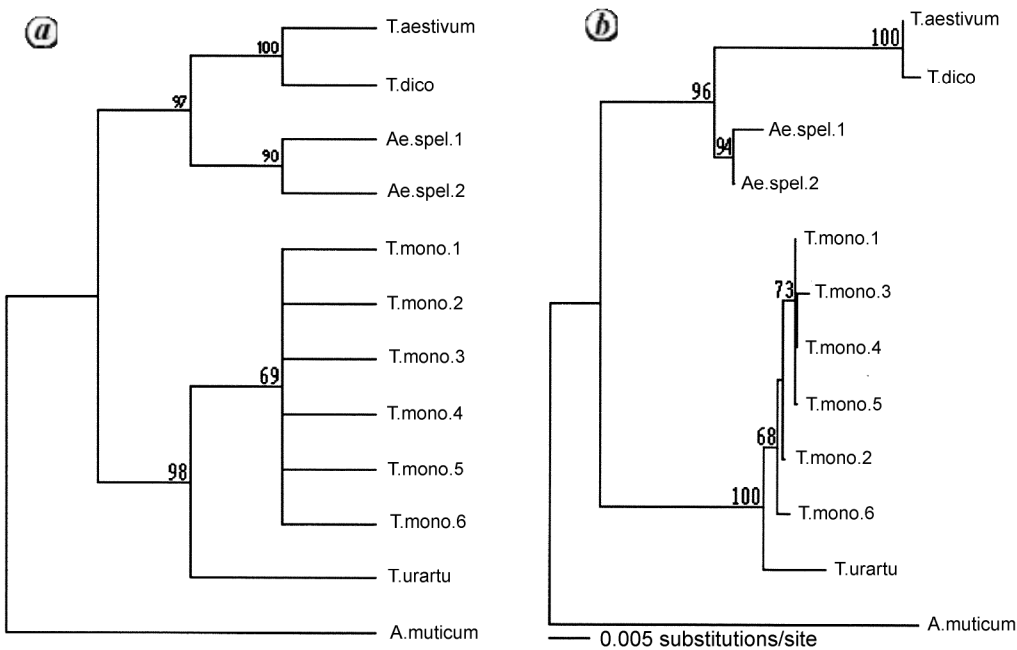 a
100
T.aestivum
T.dico
97
90
Ae.spel.1
Ae.spel.2
69
T.mono.1
T.mono.2
T.mono.3
T.mono.4
T.mono.5
T.mono.6
98
T.urartu
A.muticum
b
100
T.aestivum
T.dico
96
94
Ae.spel.1
Ae.spel.2
73
T.mono.1
T.mono.3
T.mono.4
T.mono.5
68
T.mono.2
T.mono.6
100
T.urartu
A.muticum
0.005 substitutions/site